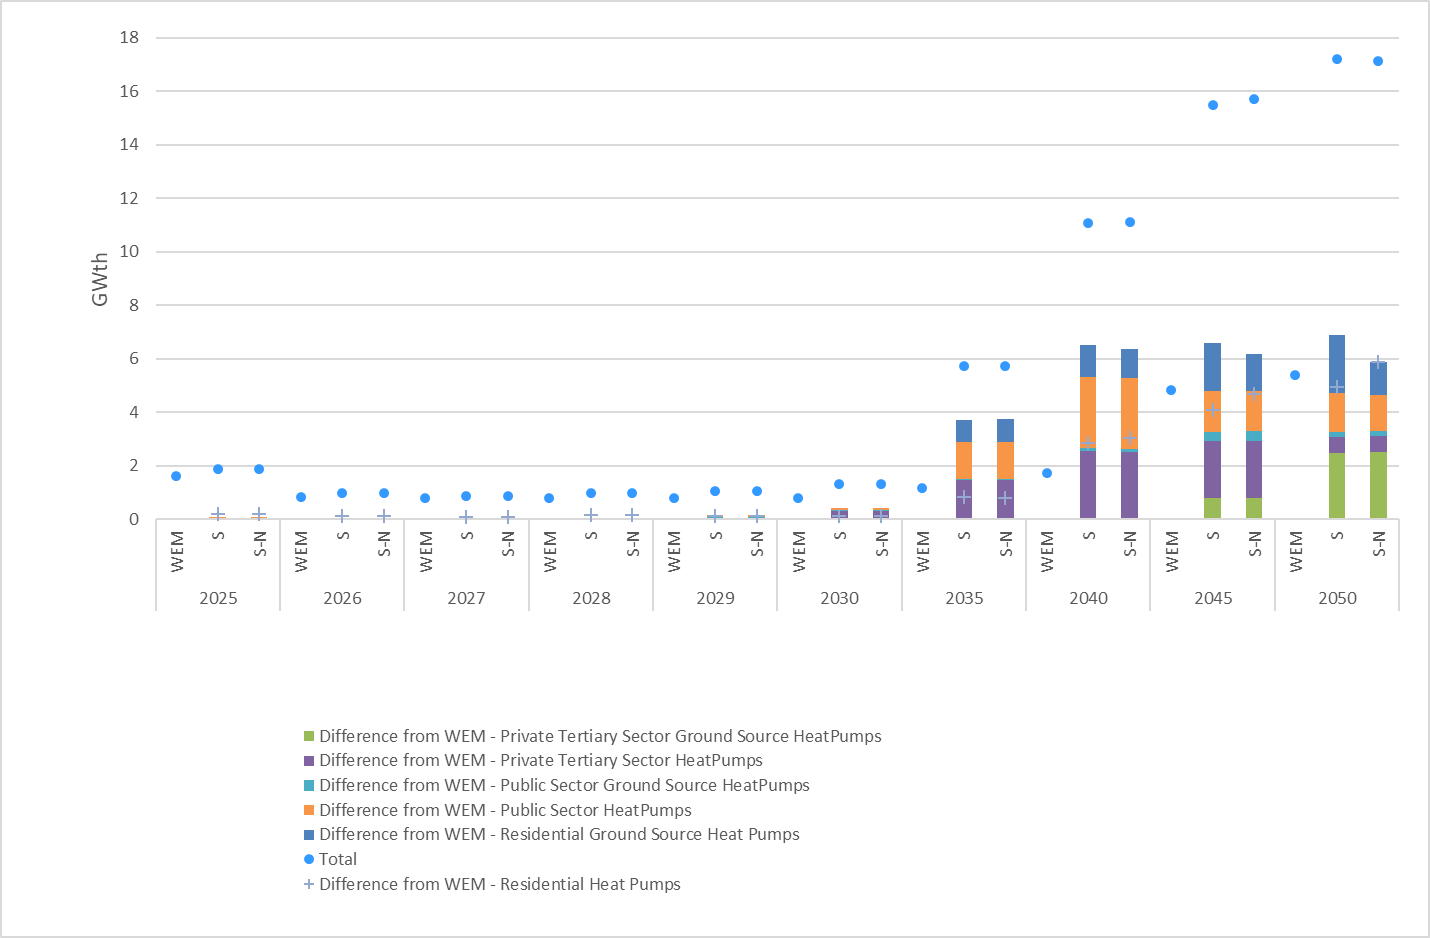 18
16
14
12
10
8
6
4
2
0
GWth
WEM S S-N WEM S S-N WEM S S-N WEM S S-N WEM S S-N WEM S S-N WEM S S-N WEM S S-N WEM S S-N WEM S S-N
2025 2026 2027 2028 2029 2030 2035 2040 2045 2050
Difference from WEM - Private Tertiary Sector Ground Source HeatPumps
Difference from WEM - Private Tertiary Sector HeatPumps
Difference from WEM - Public Sector Ground Source HeatPumps
Difference from WEM - Public Sector HeatPumps
Difference from WEM - Residential Ground Source Heat Pumps
Total
Difference from WEM - Residential Heat Pumps